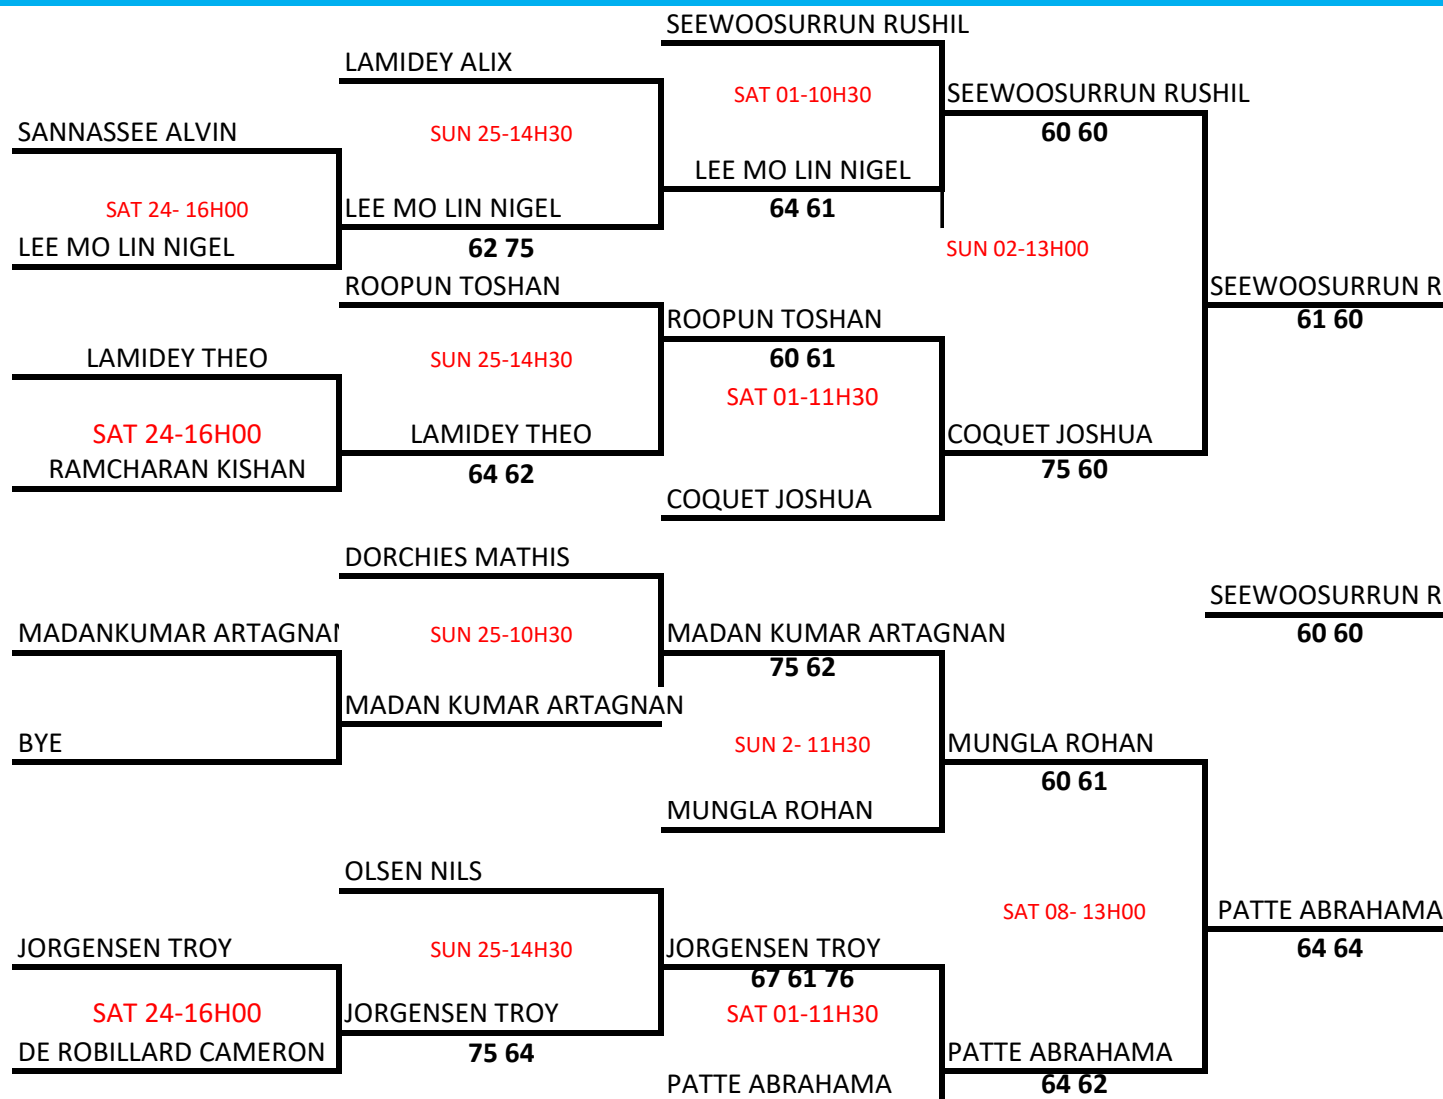 SEEWOOSURRUN RUSHIL
LAMIDEY ALIX
SAT 01-10H30
SEEWOOSURRUN RUSHIL
SANNASSEE ALVIN
SUN 25-14H30
60 60
LEE MO LIN NIGEL
SAT 24- 16H00
LEE MO LIN NIGEL
64 61
LEE MO LIN NIGEL
62 75
SUN 02-13H00
ROOPUN TOSHAN
SEEWOOSURRUN R
ROOPUN TOSHAN
61 60
LAMIDEY THEO
SUN 25-14H30
60 61
SAT 01-11H30
SAT 24-16H00
LAMIDEY THEO
COQUET JOSHUA
RAMCHARAN KISHAN
64 62
75 60
COQUET JOSHUA
DORCHIES MATHIS
SEEWOOSURRUN R
MADANKUMAR ARTAGNAN
SUN 25-10H30
MADAN KUMAR ARTAGNAN
60 60
75 62
MADAN KUMAR ARTAGNAN
BYE
SUN 2- 11H30
MUNGLA ROHAN
60 61
MUNGLA ROHAN
OLSEN NILS
SAT 08- 13H00
PATTE ABRAHAMA
JORGENSEN TROY
SUN 25-14H30
JORGENSEN TROY
64 64
67 61 76
SAT 24-16H00
JORGENSEN TROY
SAT 01-11H30
DE ROBILLARD CAMERON
75 64
PATTE ABRAHAMA
PATTE ABRAHAMA
64 62